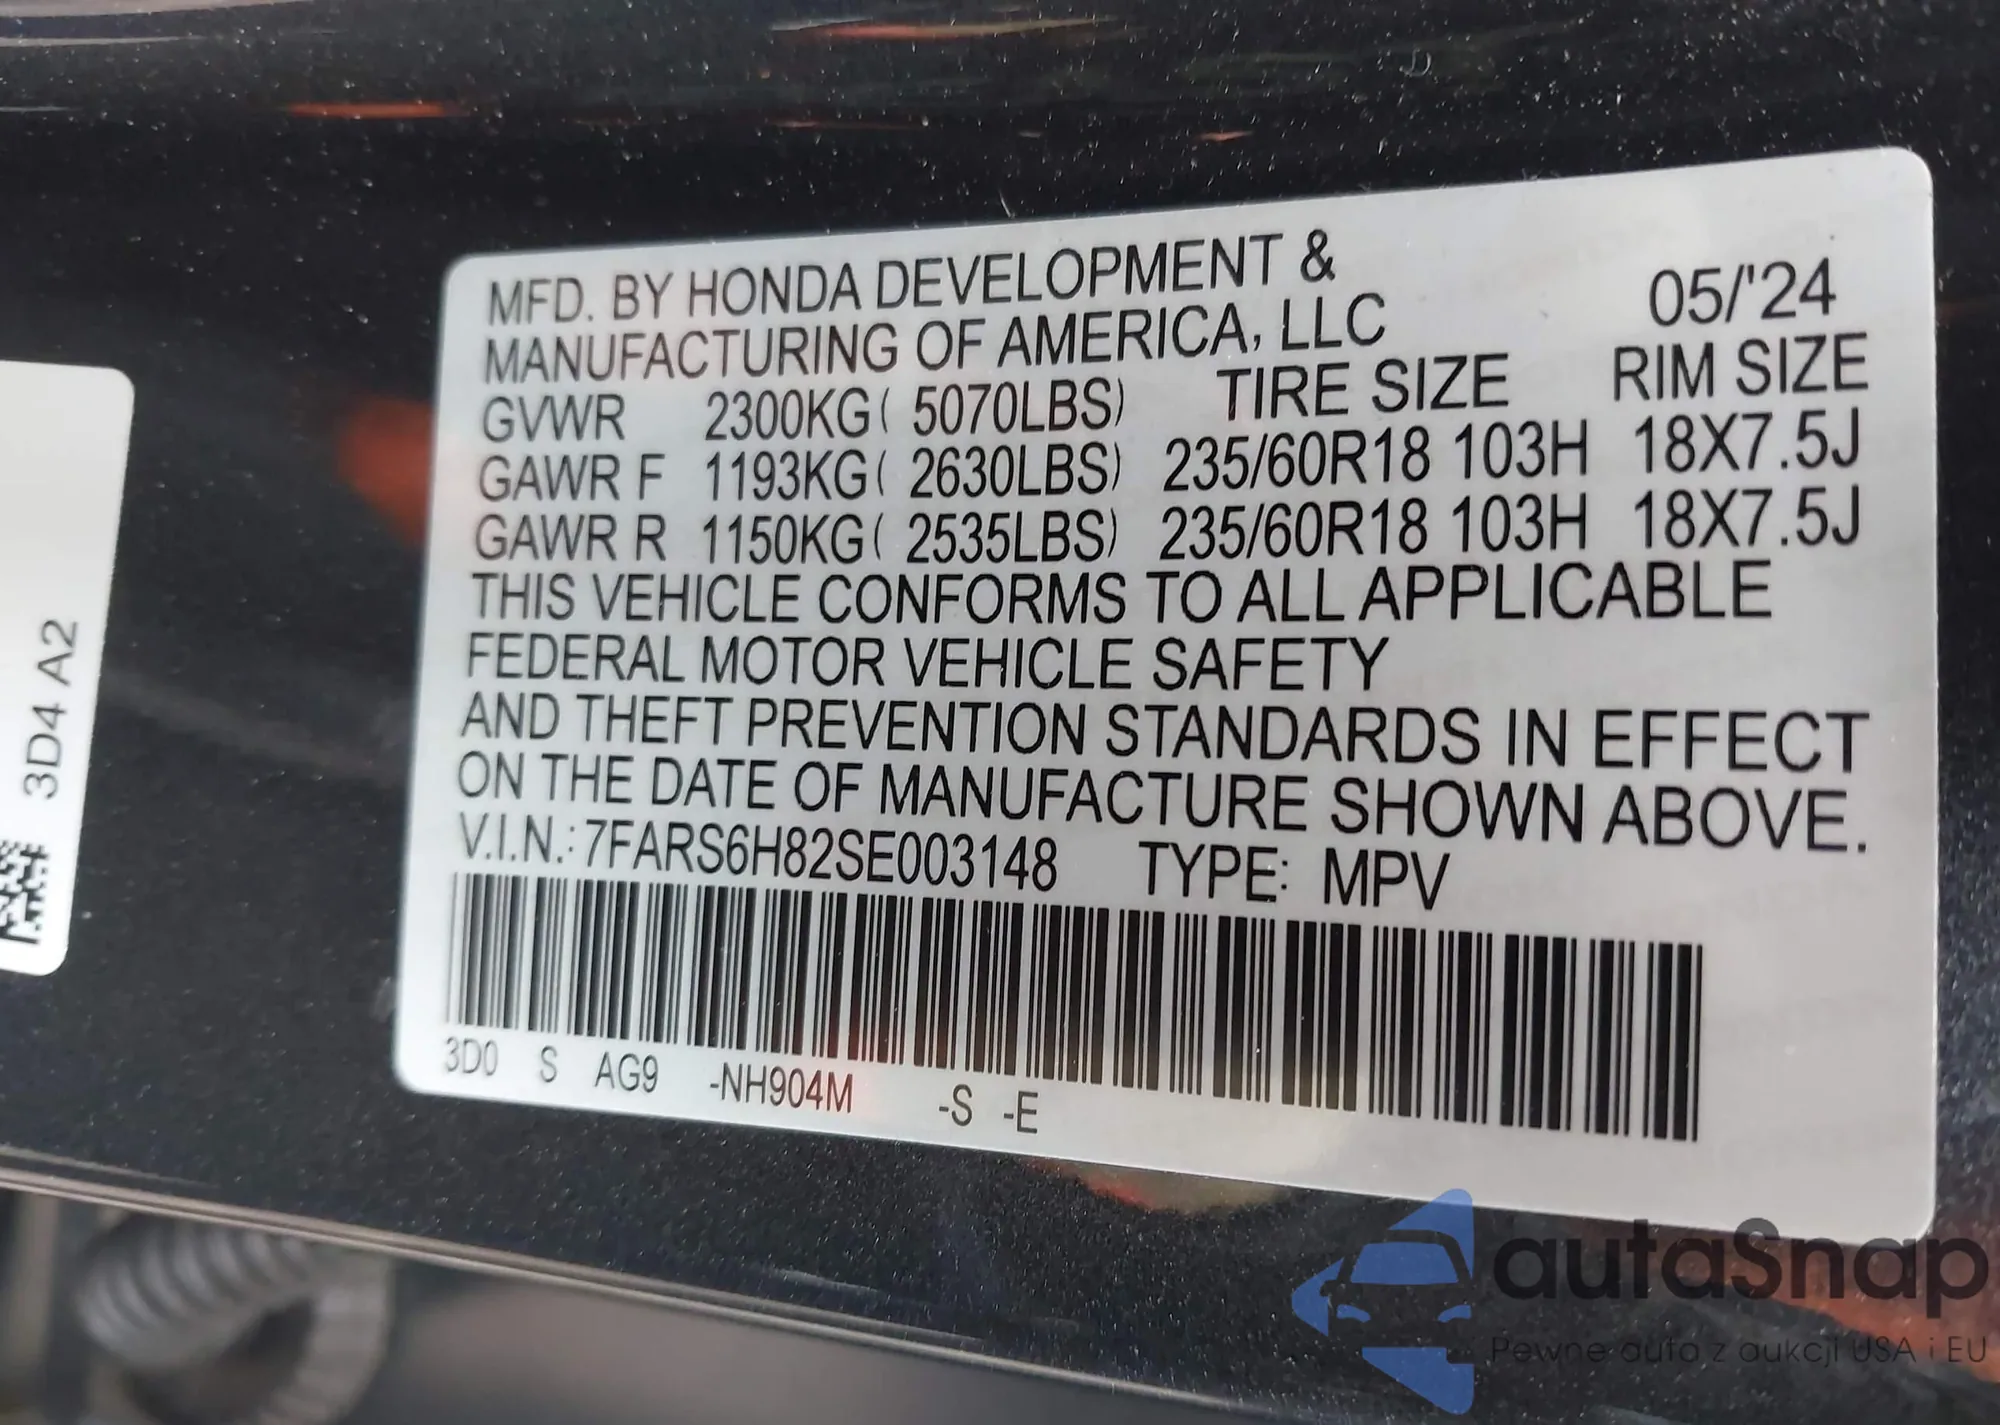 MFD. BY HONDA DEVELOPMENT &
MANUFACTURING OF AMERICA, LLC 05/'24
GVWR 2300KG( 5070LBS) TIRE SIZE RIM SIZE
GAWR F 1193KG( 2630LBS) 235/60R18 103H 18X7.5J
GAWR R 1150KG( 2535LBS) 235/60R18 103H 18X7.5J
THIS VEHICLE CONFORMS TO ALL APPLICABLE
FEDERAL MOTOR VEHICLE SAFETY
AND THEFT PREVENTION STANDARDS IN EFFECT
ON THE DATE OF MANUFACTURE SHOWN ABOVE.
V.I.N.: 7FARS6H82SE003148 TYPE: MPV
3D0 S AG9 -NH904M -S -E
3D4 A2
autaSnap
Pewne auta z aukcji USA i EU